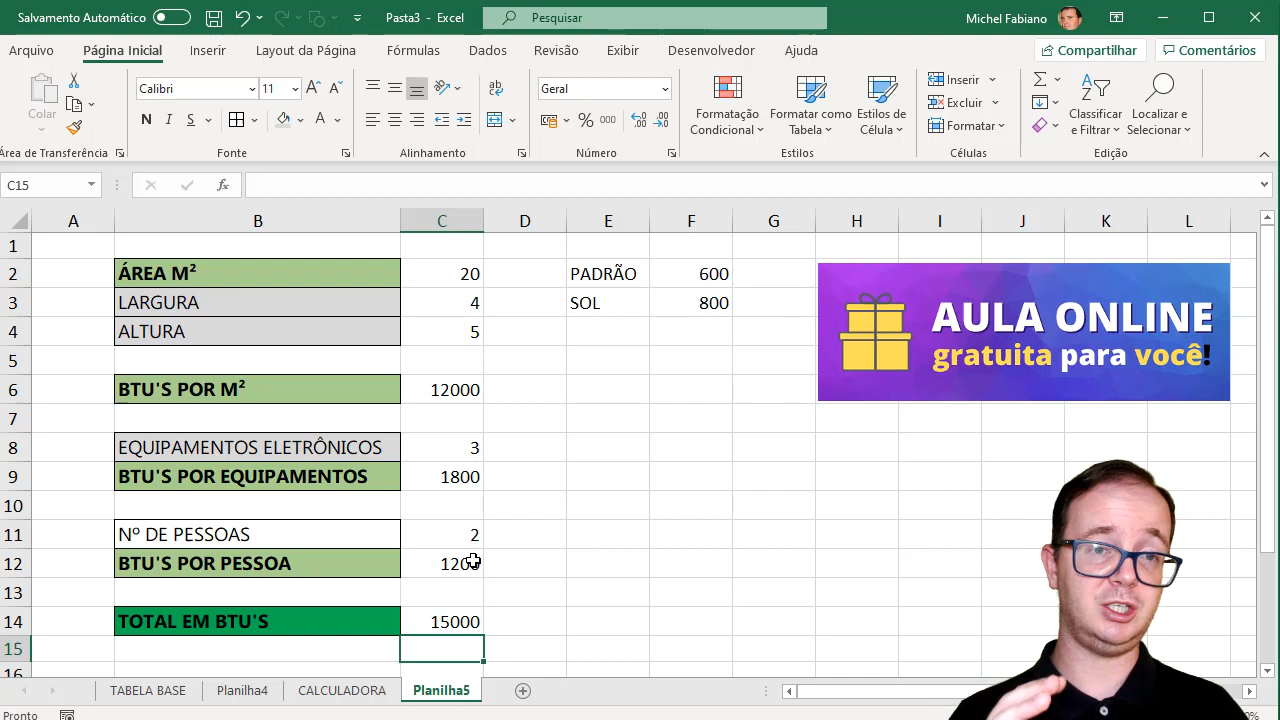 Salvamento Automático
Pasta3 - Excel
Pesquisar
Michel Fabiano
Arquivo Página Inicial Inserir Layout da Página Fórmulas Dados Revisão Exibir Desenvolvedor Ajuda
Compartilhar Comentários
Colar
Área de Transferência
Calibri 11
N I S A
Fonte
Alinhamento
Geral
% 000
Número
Formatação Condicional
Formatar como Tabela
Estilos de Célula
Estilos
Inserir
Excluir
Formatar
Células
Classificar e Filtrar
Localizar e Selecionar
Edição
C15 fx
A B C D E F G H I J K L
1
2 ÁREA M² 20 PADRÃO 600
3 LARGURA 4 SOL 800
4 ALTURA 5
5
6 BTU'S POR M² 12000
7
8 EQUIPAMENTOS ELETRÔNICOS 3
9 BTU'S POR EQUIPAMENTOS 1800
10
11 Nº DE PESSOAS 2
12 BTU'S POR PESSOA 1200
13
14 TOTAL EM BTU'S 15000
15
16
AULA ONLINE
gratuita para você!
TABELA BASE Planilha4 CALCULADORA Planilha5
Pronto